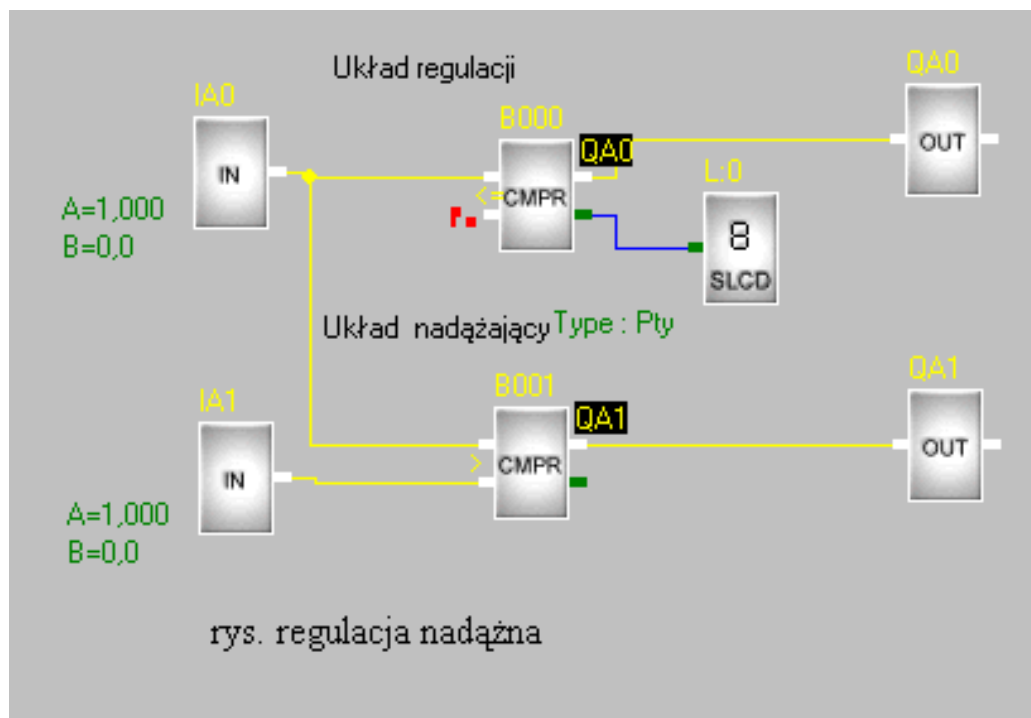 Układ regulacji
IA0
IN
A=1,000
B=0,0
B000
QA0
<=
CMPR
QA0
OUT
L:0
8
SLCD
Układ nadążający
Type : Pty
IA1
IN
A=1,000
B=0,0
B001
QA1
>
CMPR
QA1
OUT
rys. regulacja nadążna